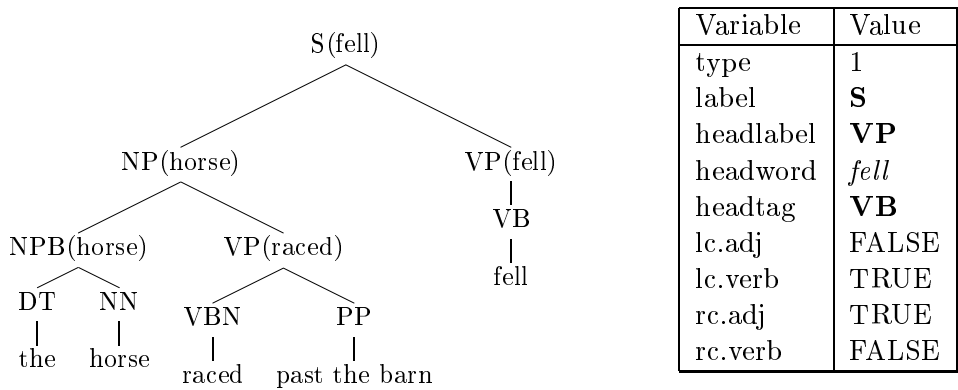 S(fell)
NP(horse) VP(fell)
NPB(horse) VP(raced) VB
fell
DT NN VBN PP
the horse raced past the barn
Variable Value
type 1
label S
headlabel VP
headword fell
headtag VB
lc.adj FALSE
lc.verb TRUE
rc.adj TRUE
rc.verb FALSE